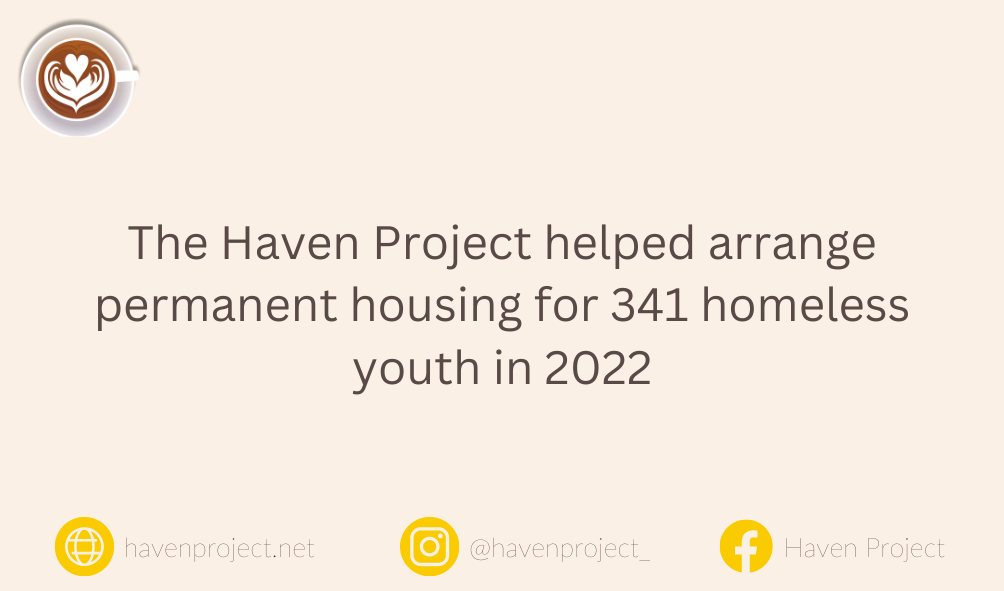 The Haven Project helped arrange
permanent housing for 341 homeless
youth in 2022
havenproject.net
@havenproject_
Haven Project